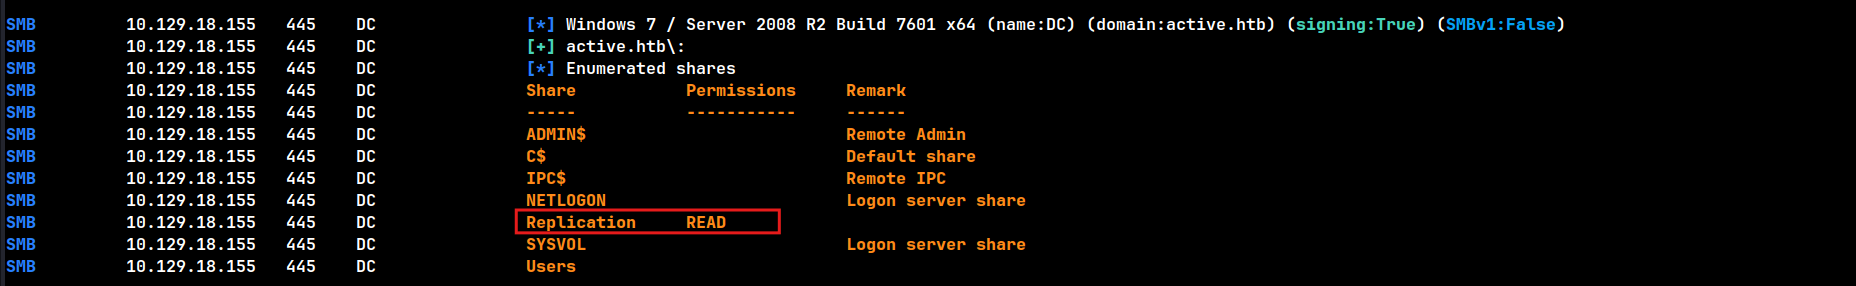 SMB 10.129.18.155 445 DC [*] Windows 7 / Server 2008 R2 Build 7601 x64 (name:DC) (domain:active.htb) (signing:True) (SMBv1:False)
SMB 10.129.18.155 445 DC [+] active.htb\:
SMB 10.129.18.155 445 DC [*] Enumerated shares
SMB 10.129.18.155 445 DC Share Permissions Remark
SMB 10.129.18.155 445 DC ----- ----------- ------
SMB 10.129.18.155 445 DC ADMIN$ Remote Admin
SMB 10.129.18.155 445 DC C$ Default share
SMB 10.129.18.155 445 DC IPC$ Remote IPC
SMB 10.129.18.155 445 DC NETLOGON Logon server share
SMB 10.129.18.155 445 DC Replication READ
SMB 10.129.18.155 445 DC SYSVOL Logon server share
SMB 10.129.18.155 445 DC Users